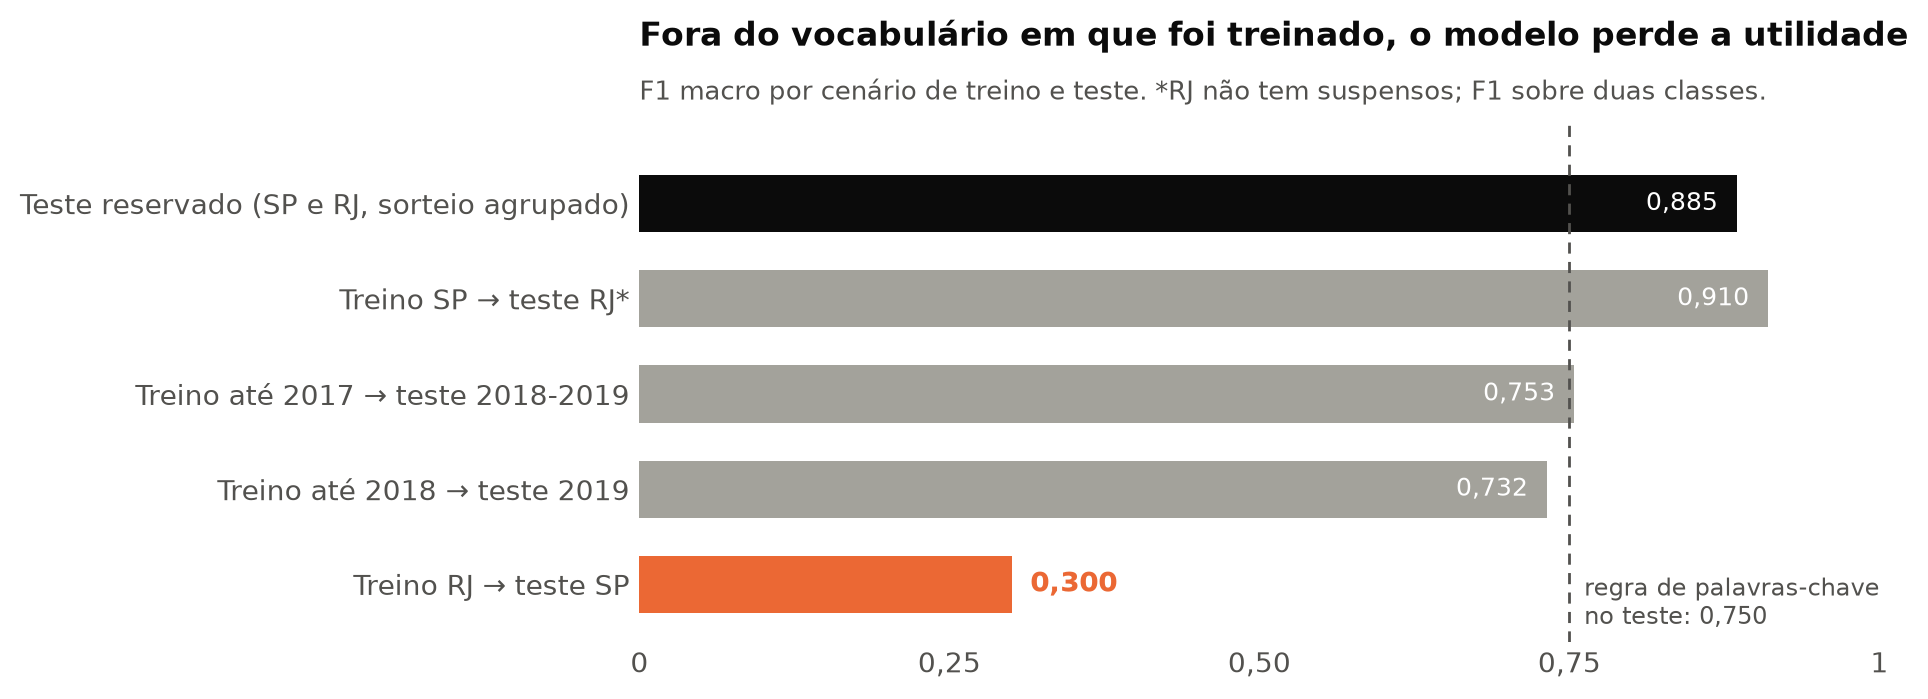 Fora do vocabulário em que foi treinado, o modelo perde a utilidade
F1 macro por cenário de treino e teste. *RJ não tem suspensos; F1 sobre duas classes.
Teste reservado (SP e RJ, sorteio agrupado)
0,885
Treino SP → teste RJ*
0,910
Treino até 2017 → teste 2018-2019
0,753
Treino até 2018 → teste 2019
0,732
Treino RJ → teste SP
0,300
regra de palavras-chave
no teste: 0,750
0 0,25 0,50 0,75 1